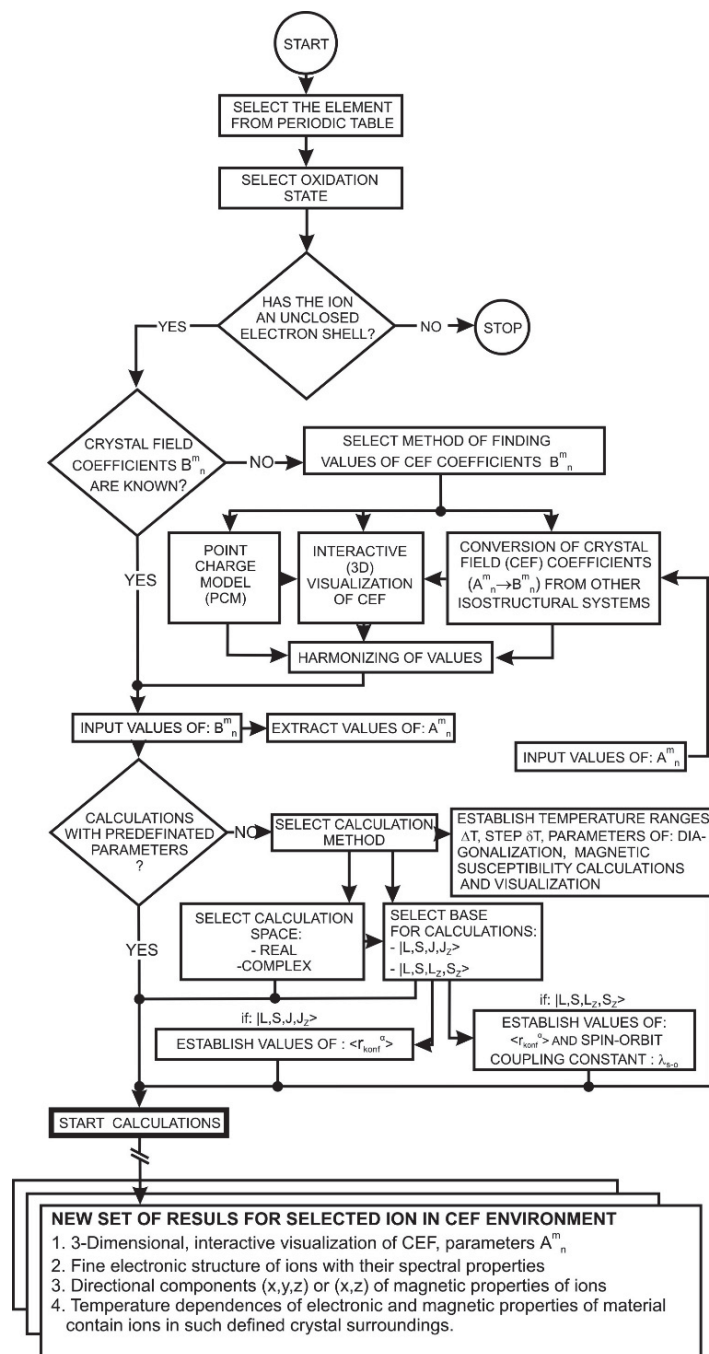 START
SELECT THE ELEMENT
FROM PERIODIC TABLE
SELECT OXIDATION
STATE
HAS THE ION
AN UNCLOSED
ELECTRON SHELL?
YES
NO
STOP
CRYSTAL FIELD
COEFFICIENTS Bᵐₙ
ARE KNOWN?
NO
SELECT METHOD OF FINDING
VALUES OF CEF COEFFICIENTS Bᵐₙ
YES
POINT
CHARGE
MODEL
(PCM)
INTERACTIVE
(3D)
VISUALIZATION
OF CEF
CONVERSION OF CRYSTAL
FIELD (CEF) COEFFICIENTS
(Aᵐₙ→Bᵐₙ) FROM OTHER
ISOSTRUCTURAL SYSTEMS
HARMONIZING OF VALUES
INPUT VALUES OF: Bᵐₙ
EXTRACT VALUES OF: Aᵐₙ
INPUT VALUES OF: Aᵐₙ
CALCULATIONS
WITH PREDEFINATED
PARAMETERS
?
NO
SELECT CALCULATION
METHOD
ESTABLISH TEMPERATURE RANGES
ΔT, STEP δT, PARAMETERS OF: DIA-
GONALIZATION, MAGNETIC
SUSCEPTIBILITY CALCULATIONS
AND VISUALIZATION
YES
SELECT CALCULATION
SPACE:
- REAL
-COMPLEX
SELECT BASE
FOR CALCULATIONS:
- |L,S,J,J_Z>
- |L,S,L_Z,S_Z>
if: |L,S,J,J_Z>
ESTABLISH VALUES OF : <r_konf^α>
if: |L,S,L_Z,S_Z>
ESTABLISH VALUES OF:
<r_konf^α> AND SPIN-ORBIT
COUPLING CONSTANT : λ_s-o
START CALCULATIONS
NEW SET OF RESULS FOR SELECTED ION IN CEF ENVIRONMENT
1. 3-Dimensional, interactive visualization of CEF, parameters Aᵐₙ
2. Fine electronic structure of ions with their spectral properties
3. Directional components (x,y,z) or (x,z) of magnetic properties of ions
4. Temperature dependences of electronic and magnetic properties of material
contain ions in such defined crystal surroundings.